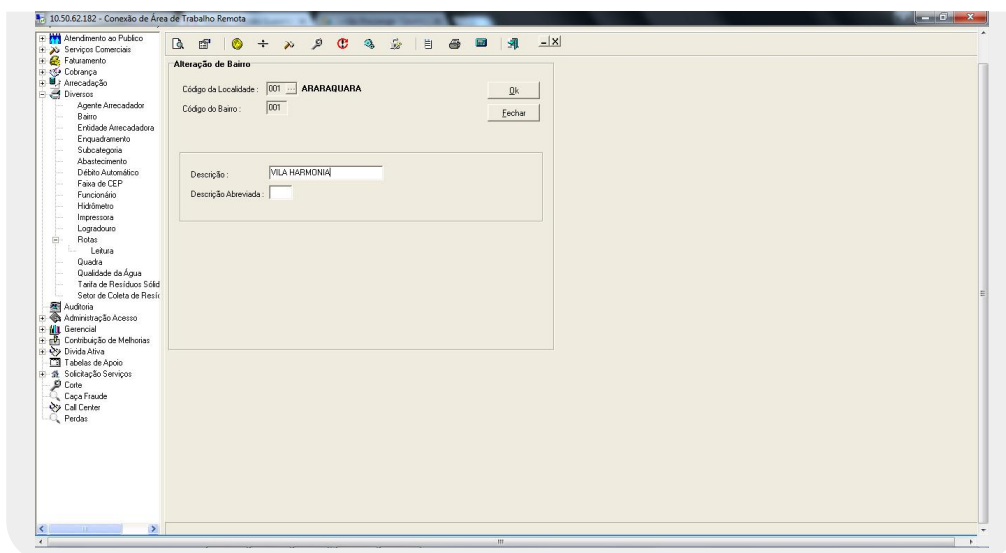 10.50.62.182 - Conexão de Área de Trabalho Remota
Atendimento ao Publico
Serviços Comerciais
Faturamento
Cobrança
Arrecadação
Diversos
Agente Arrecadador
Bairro
Entidade Arrecadadora
Enquadramento
Subcategoria
Abastecimento
Débito Automático
Faixa de CEP
Funcionário
Hidrômetro
Impressora
Logradouro
Rotas
Leitura
Quadra
Qualidade da Água
Tarifa de Resíduos Sólid
Setor de Coleta de Resíc
Auditoria
Administração Acesso
Gerencial
Contribuição de Melhorias
Divida Ativa
Tabelas de Apoio
Solicitação Serviços
Corte
Caça Fraude
Call Center
Perdas
Alteração de Bairro
Código da Localidade : 001 ... ARARAQUARA
Ok
Código do Bairro : 001
Fechar
Descrição : VILA HARMONIA
Descrição Abreviada :